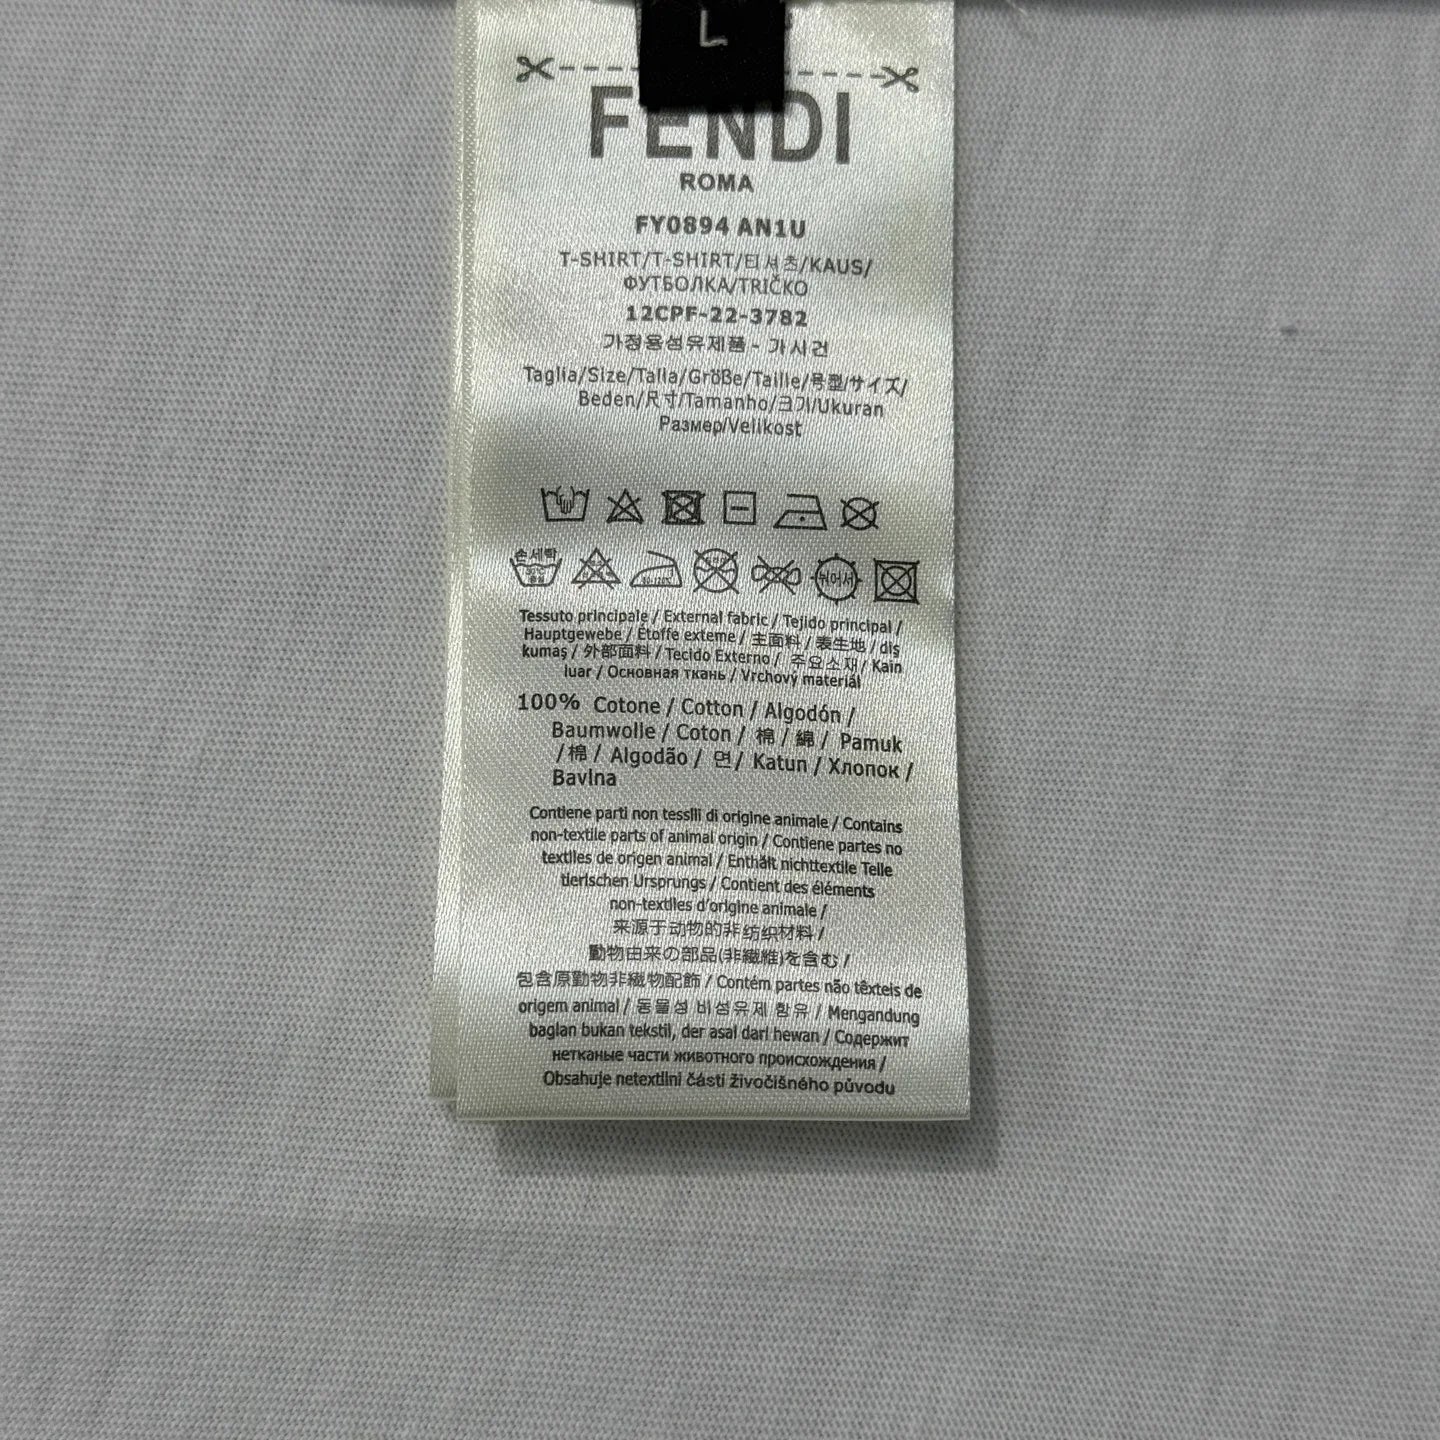 L
FENDI
ROMA
FY0894 AN1U
T-SHIRT/T-SHIRT/티셔츠/KAUS/
ФУТБОЛКА/TRIČKO
12CPF-22-3782
가정용섬유제품 - 가시건
Taglia/Size/Talla/Größe/Taille/号型/サイズ/
Beden/尺寸/Tamanho/크기/Ukuran
Размер/Velikost
손세탁
뉘어서
Tessuto principale / External fabric / Tejido principal /
Hauptgewebe / Étoffe exteme / 主面料 / 表生地 / diş
kumaş / 外部面料 / Tecido Externo / 주요소재 / Kain
luar / Основная ткань / Vrchový materiál
100% Cotone / Cotton / Algodón /
Baumwolle / Coton / 棉 / 綿 / Pamuk
/ 棉 / Algodão / 면 / Katun / Хлопок /
Bavlna
Contiene parti non tessili di origine animale / Contains
non-textile parts of animal origin / Contiene partes no
textiles de origen animal / Enthält nichttextile Teile
tierischen Ursprungs / Contient des éléments
non-textiles d'origine animale /
来源于动物的非纺织材料 /
動物由来の部品(非繊維)を含む /
包含原動物非織物配飾 / Contém partes não têxteis de
origem animal / 동물성 비섬유제 함유 / Mengandung
bagian bukan tekstil, der asal dari hewan / Содержит
нетканые части животного происхождения /
Obsahuje netextilní části živočišného původu